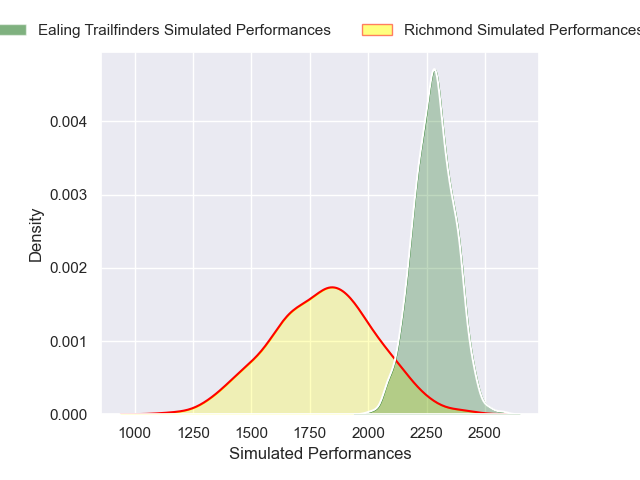 Ealing Trailfinders Simulated Performances
Richmond Simulated Performances
0.004
0.003
0.002
0.001
0.000
Density
1000 1250 1500 1750 2000 2250 2500
Simulated Performances